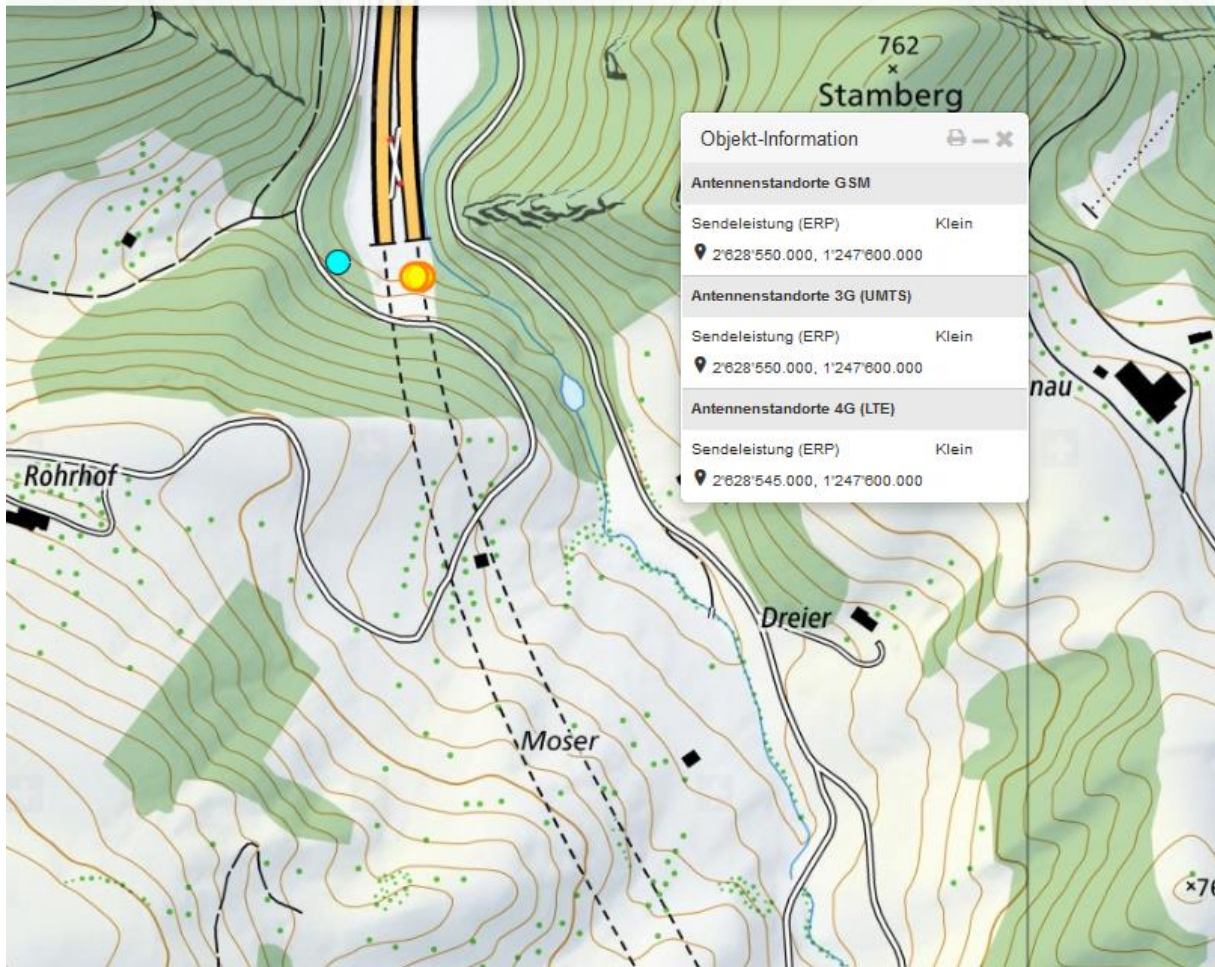 762
Stamberg
Objekt-Information
Antennenstandorte GSM
Sendeleistung (ERP) Klein
2'628'550.000, 1'247'600.000
Antennenstandorte 3G (UMTS)
Sendeleistung (ERP) Klein
2'628'550.000, 1'247'600.000
Antennenstandorte 4G (LTE)
Sendeleistung (ERP) Klein
2'628'545.000, 1'247'600.000
nau
Rohrhof
Dreier
Moser
76